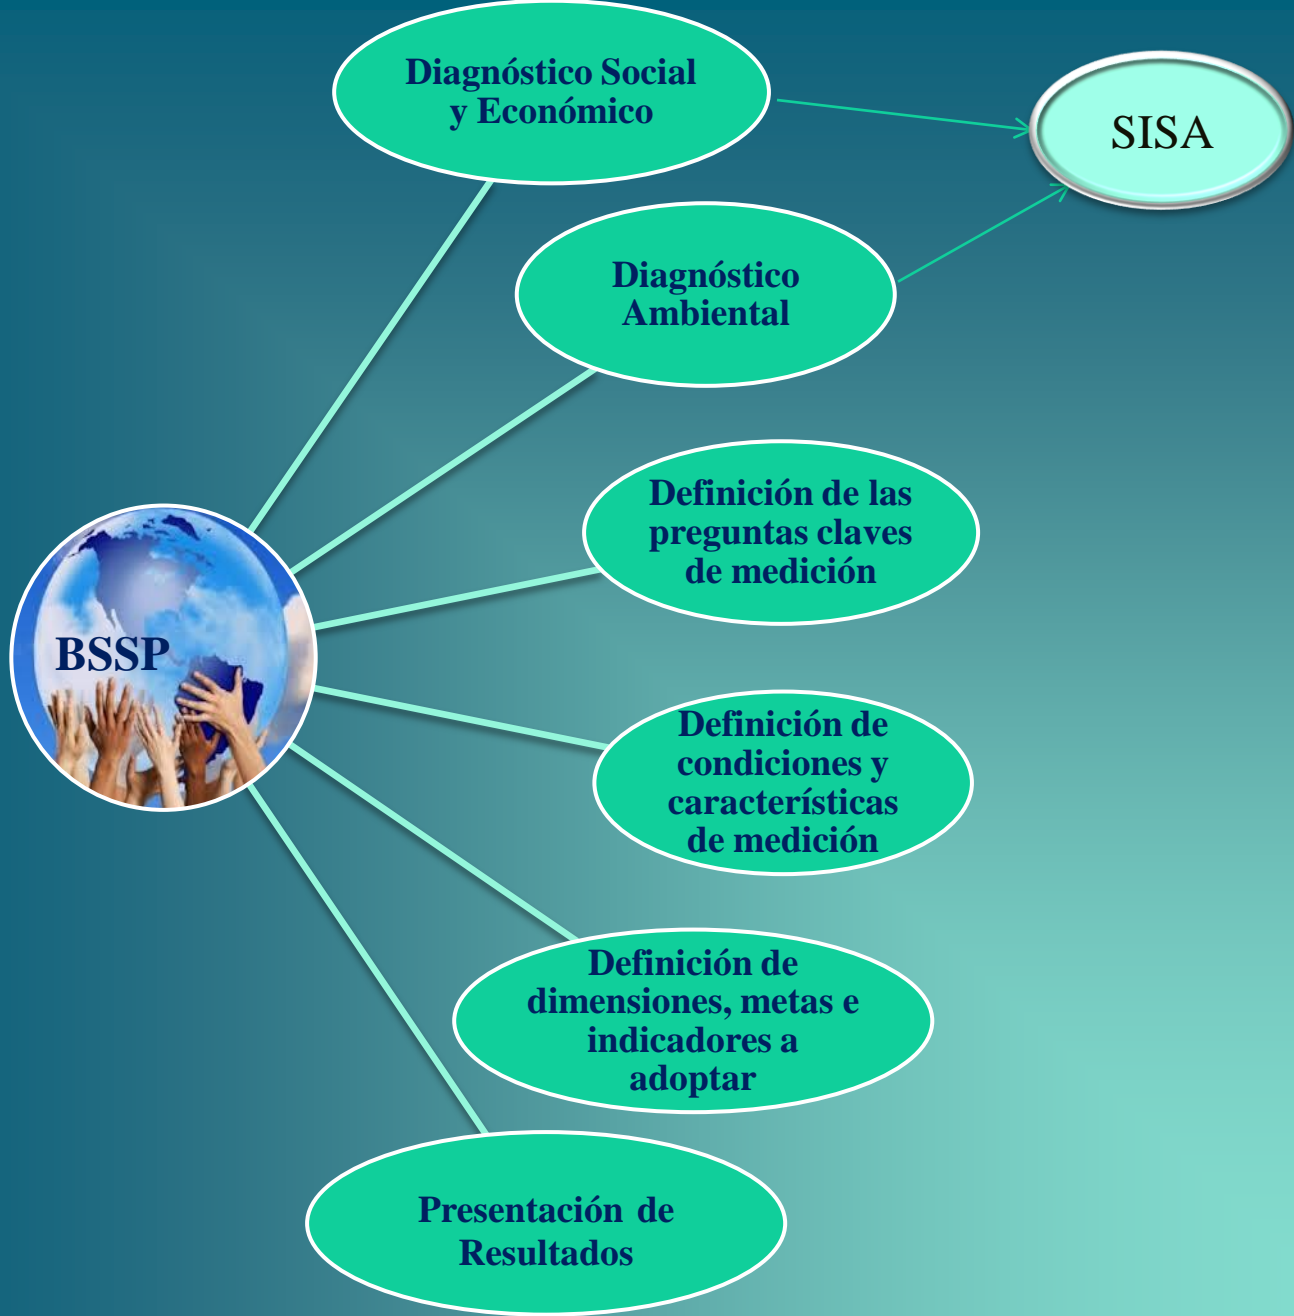 Diagnóstico Social
y Económico
SISA
Diagnóstico
Ambiental
Definición de las
preguntas claves
de medición
BSSP
Definición de
condiciones y
características
de medición
Definición de
dimensiones, metas e
indicadores a
adoptar
Presentación de
Resultados